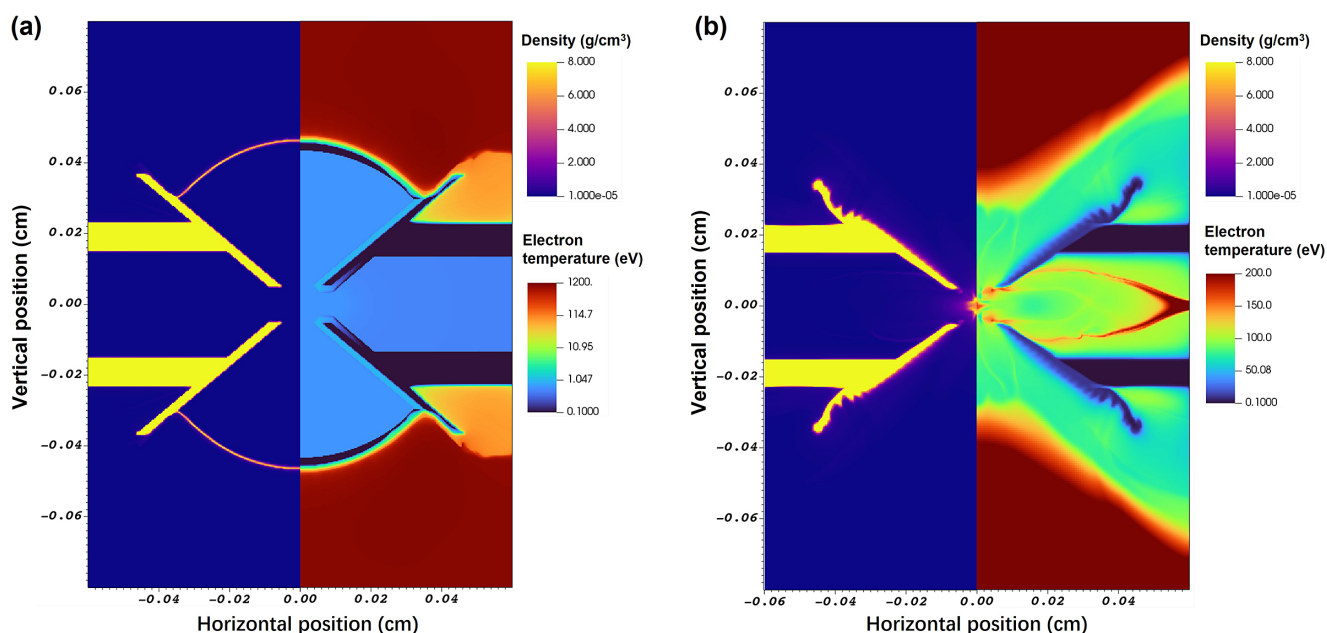 (a)
Density (g/cm³)
8.000
6.000
4.000
2.000
1.000e-05
Electron
temperature (eV)
1200.
114.7
10.95
1.047
0.1000
Vertical position (cm)
0.06
0.04
0.02
0.00
-0.02
-0.04
-0.06
-0.04 -0.02 0.00 0.02 0.04
Horizontal position (cm)
(b)
Density (g/cm³)
8.000
6.000
4.000
2.000
1.000e-05
Electron
temperature (eV)
200.0
150.0
100.0
50.08
0.1000
Vertical position (cm)
0.06
0.04
0.02
0.00
-0.02
-0.04
-0.06
-0.06 -0.04 -0.02 0.00 0.02 0.04
Horizontal position (cm)